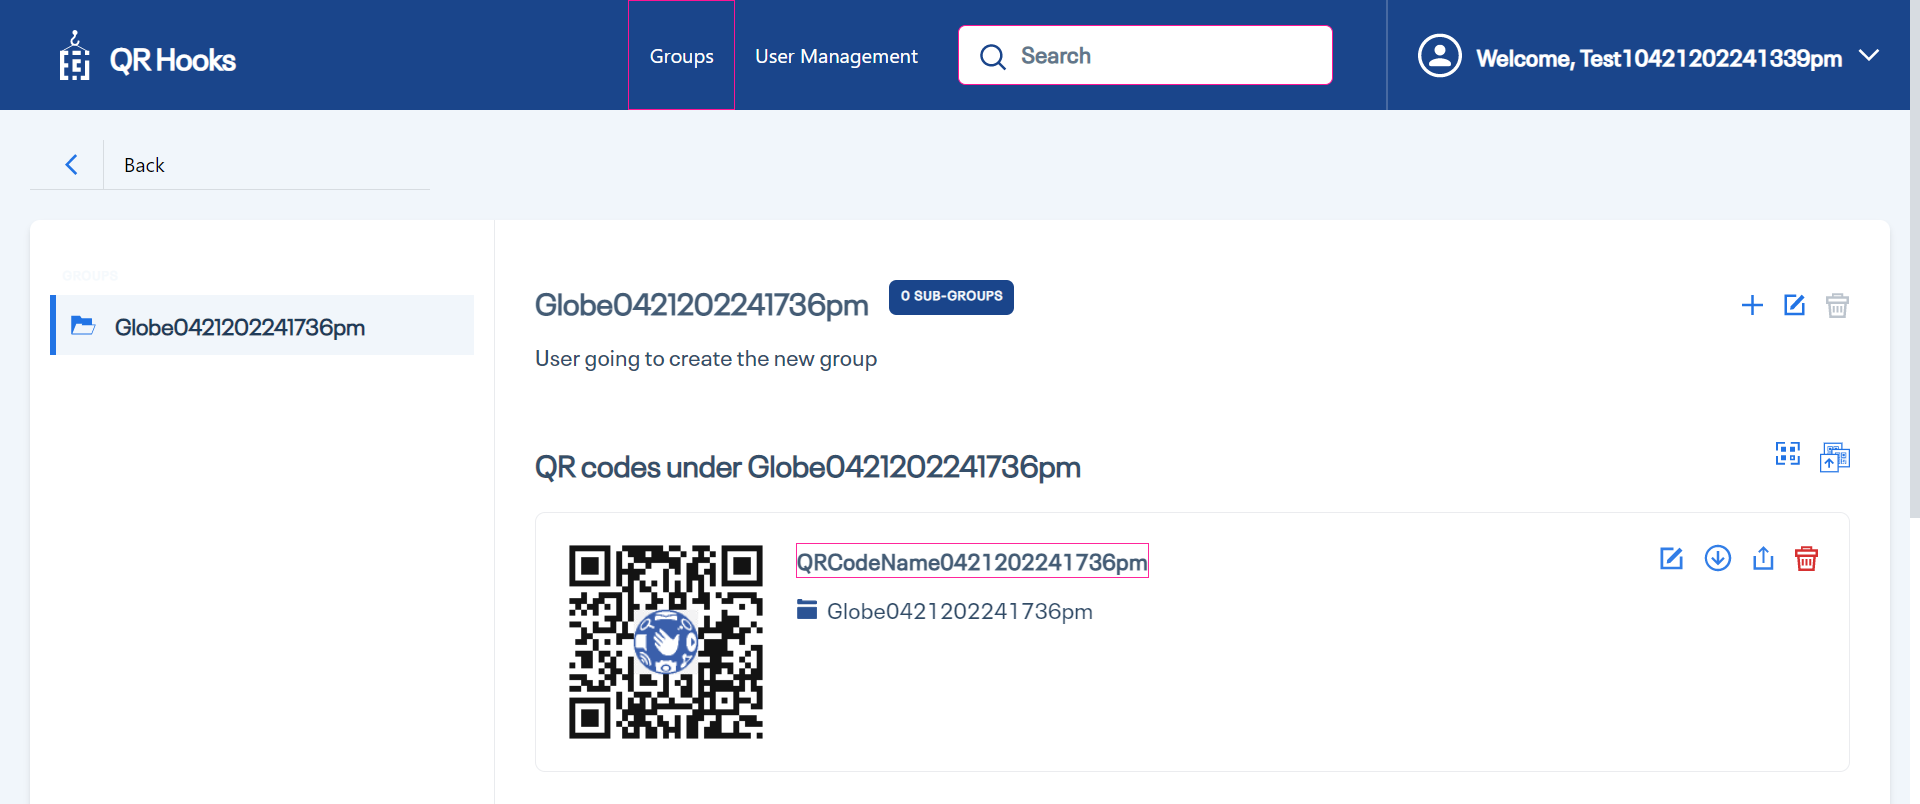 QR Hooks
Groups
User Management
Search
Welcome, Test10421202241339pm
Back
GROUPS
Globe0421202241736pm
Globe0421202241736pm
0 SUB-GROUPS
User going to create the new group
QR codes under Globe0421202241736pm
QRCodeName0421202241736pm
Globe0421202241736pm